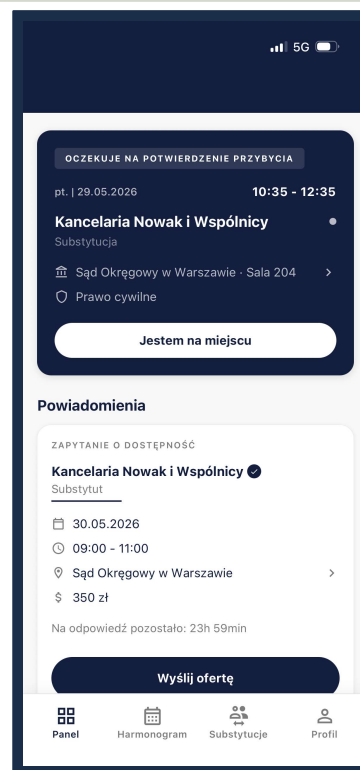 5G
OCZEKUJE NA POTWIERDZENIE PRZYBYCIA
pt. | 29.05.2026 10:35 - 12:35
Kancelaria Nowak i Wspólnicy
Substytucja
Sąd Okręgowy w Warszawie · Sala 204
Prawo cywilne
Jestem na miejscu
Powiadomienia
ZAPYTANIE O DOSTĘPNOŚĆ
Kancelaria Nowak i Wspólnicy
Substytut
30.05.2026
09:00 - 11:00
Sąd Okręgowy w Warszawie
$ 350 zł
Na odpowiedź pozostało: 23h 59min
Wyślij ofertę
Panel Harmonogram Substytucje Profil